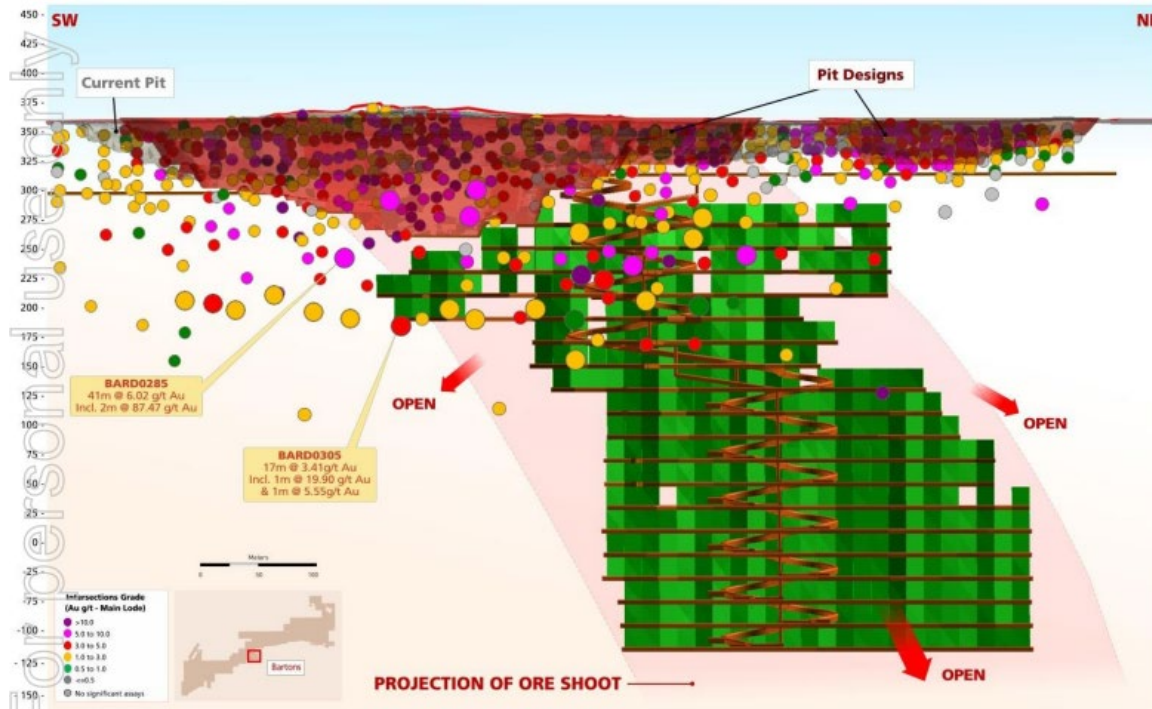 SW
NE
450
425
400
375
350
325
300
275
250
225
200
175
150
125
100
75
50
25
0
-25
-50
-75
-100
-125
-150
For personal use only
Current Pit
Pit Designs
BARD0285
41m @ 6.02 g/t Au
Incl. 2m @ 87.47 g/t Au
BARD0305
17m @ 3.41g/t Au
Incl. 1m @ 19.90 g/t Au
& 1m @ 5.55g/t Au
OPEN
OPEN
OPEN
PROJECTION OF ORE SHOOT
Meters
0 50 100
Intersections Grade
(Au g/t - Main Lode)
>10.0
5.0 to 10.0
3.0 to 5.0
1.0 to 3.0
0.5 to 1.0
<=0.5
No significant assays
Bartons